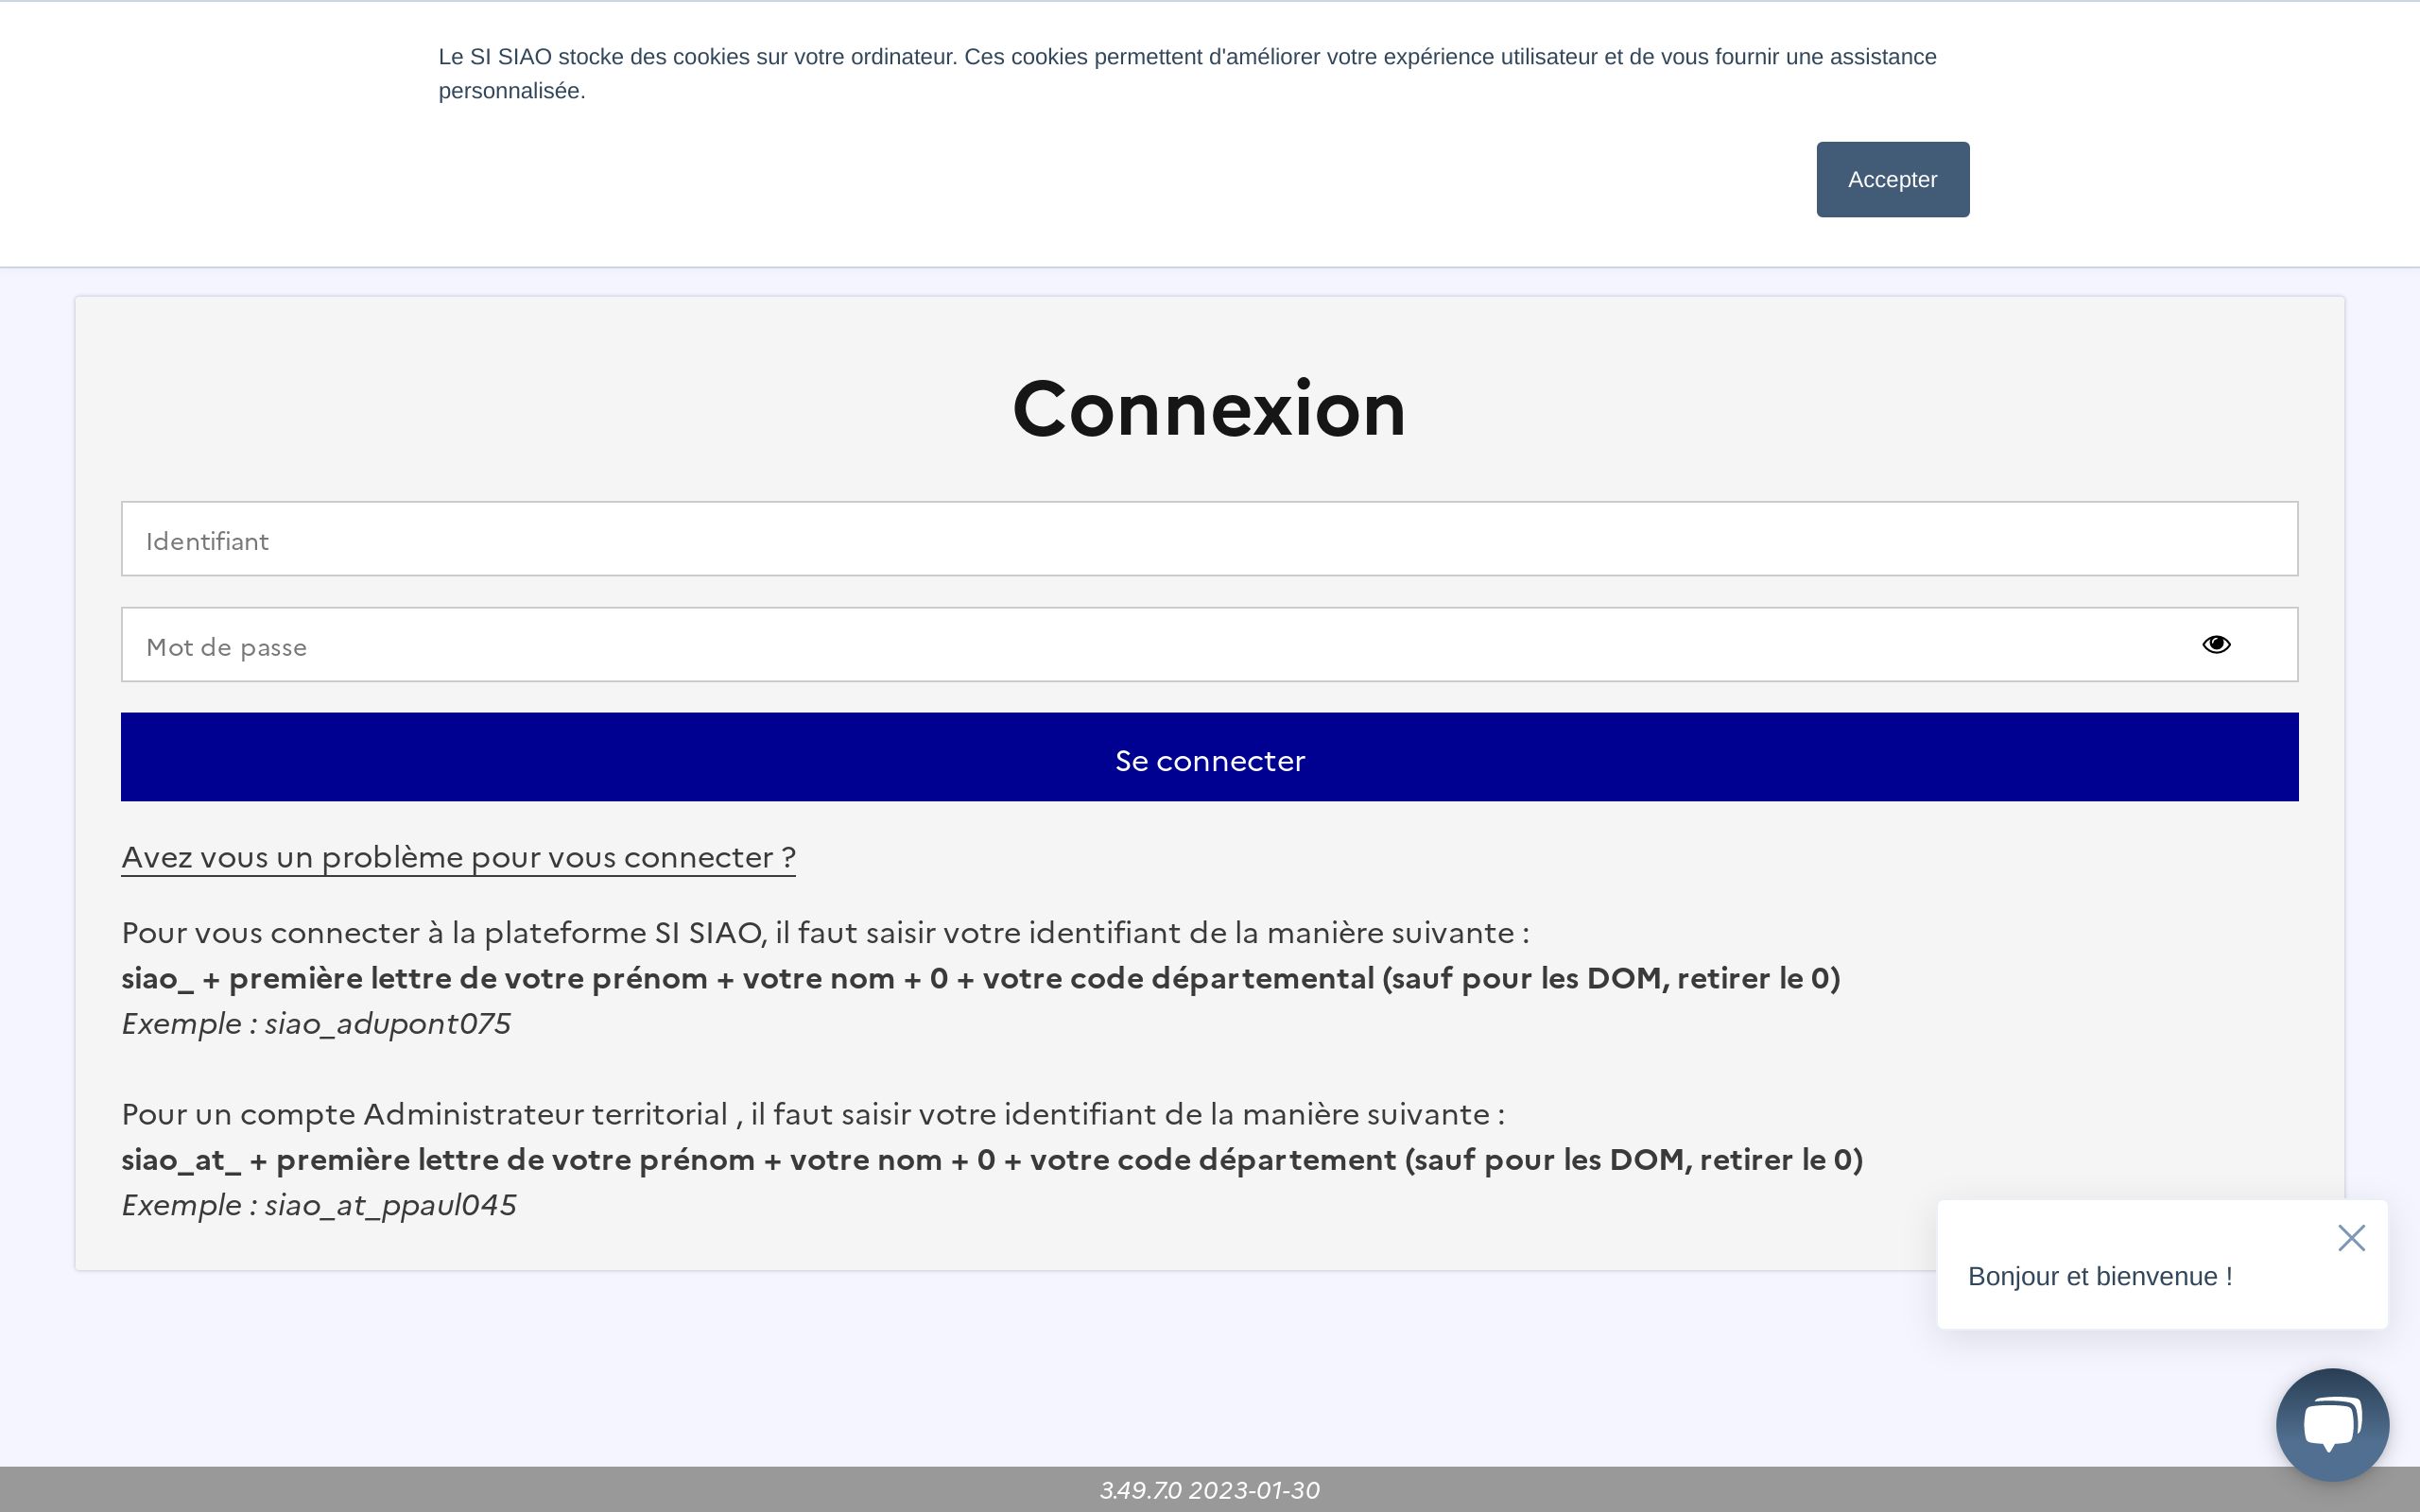 Le SI SIAO stocke des cookies sur votre ordinateur. Ces cookies permettent d'améliorer votre expérience utilisateur et de vous fournir une assistance
personnalisée.
Accepter
Connexion
Identifiant
Mot de passe
Se connecter
Avez vous un problème pour vous connecter ?
Pour vous connecter à la plateforme SI SIAO, il faut saisir votre identifiant de la manière suivante :
siao_ + première lettre de votre prénom + votre nom + 0 + votre code départemental (sauf pour les DOM, retirer le 0)
Exemple : siao_adupont075
Pour un compte Administrateur territorial , il faut saisir votre identifiant de la manière suivante :
siao_at_ + première lettre de votre prénom + votre nom + 0 + votre code département (sauf pour les DOM, retirer le 0)
Exemple : siao_at_ppaul045
Bonjour et bienvenue !
3.49.7.0 2023-01-30